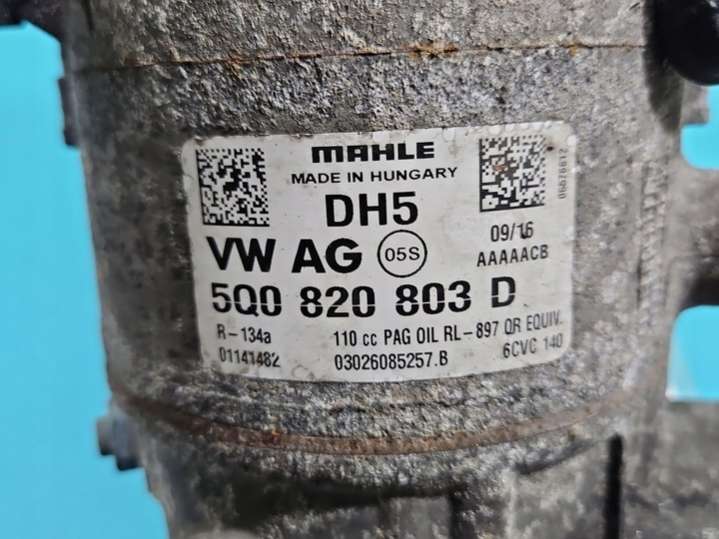 MAHLE
MADE IN HUNGARY
DH5
09/16
VW AG 05S
AAAAACB
5Q0 820 803 D
R-134a 110 cc PAG OIL RL-897 OR EQUIV.
01141482 03026085257.B 6CVC 140